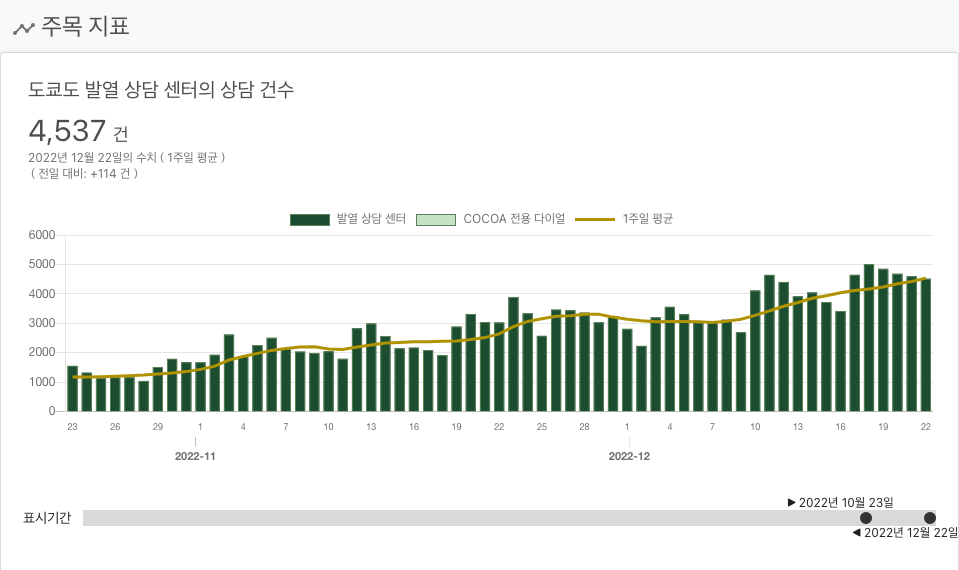 주목 지표
도쿄도 발열 상담 센터의 상담 건수
4,537 건
2022년 12월 22일의 수치 ( 1주일 평균 )
( 전일 대비: +114 건 )
발열 상담 센터 COCOA 전용 다이얼 1주일 평균
6000
5000
4000
3000
2000
1000
0
23 26 29 1 4 7 10 13 16 19 22 25 28 1 4 7 10 13 16 19 22
2022-11 2022-12
▶ 2022년 10월 23일
표시기간
◀ 2022년 12월 22일